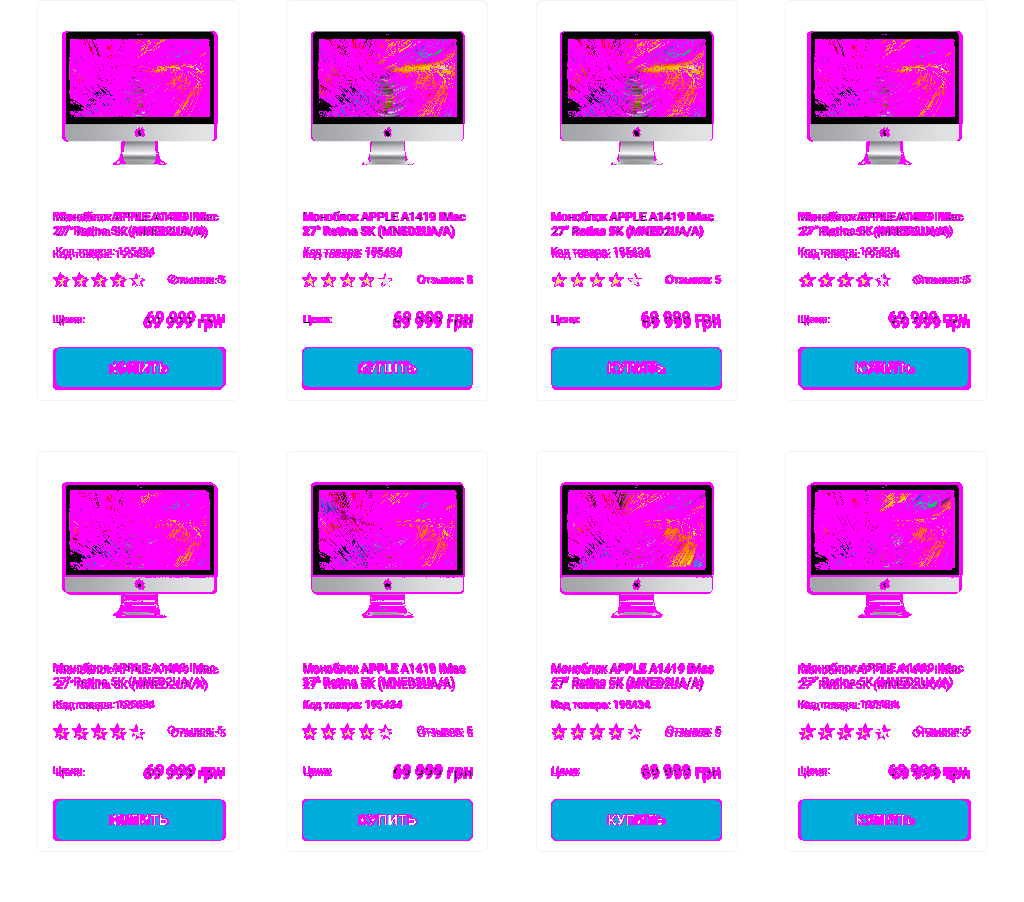 Моноблок APPLE A1419 iMac
27" Retina 5K (MNED2UA/A)
Код товара: 195434
Отзывов: 5
Цена: 69 999 грн
КУПИТЬ
Моноблок APPLE A1419 iMac
27" Retina 5K (MNED2UA/A)
Код товара: 195434
Отзывов: 5
Цена: 69 999 грн
КУПИТЬ
Моноблок APPLE A1419 iMac
27" Retina 5K (MNED2UA/A)
Код товара: 195434
Отзывов: 5
Цена: 69 999 грн
КУПИТЬ
Моноблок APPLE A1419 iMac
27" Retina 5K (MNED2UA/A)
Код товара: 195434
Отзывов: 5
Цена: 69 999 грн
КУПИТЬ
Моноблок APPLE A1419 iMac
27" Retina 5K (MNED2UA/A)
Код товара: 195434
Отзывов: 5
Цена: 69 999 грн
КУПИТЬ
Моноблок APPLE A1419 iMac
27" Retina 5K (MNED2UA/A)
Код товара: 195434
Отзывов: 5
Цена: 69 999 грн
КУПИТЬ
Моноблок APPLE A1419 iMac
27" Retina 5K (MNED2UA/A)
Код товара: 195434
Отзывов: 5
Цена: 69 999 грн
КУПИТЬ
Моноблок APPLE A1419 iMac
27" Retina 5K (MNED2UA/A)
Код товара: 195434
Отзывов: 5
Цена: 69 999 грн
КУПИТЬ